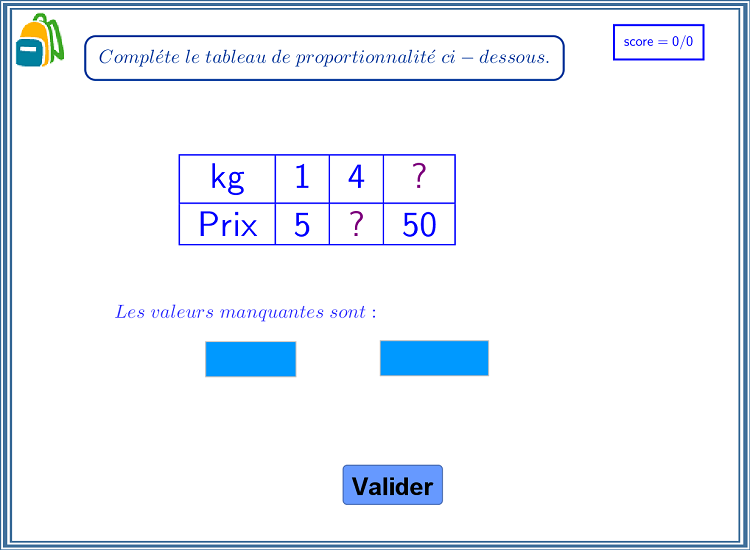 Compléte le tableau de proportionnalité ci - dessous.
score = 0/0
kg 1 4 ?
Prix 5 ? 50
Les valeurs manquantes sont :
Valider